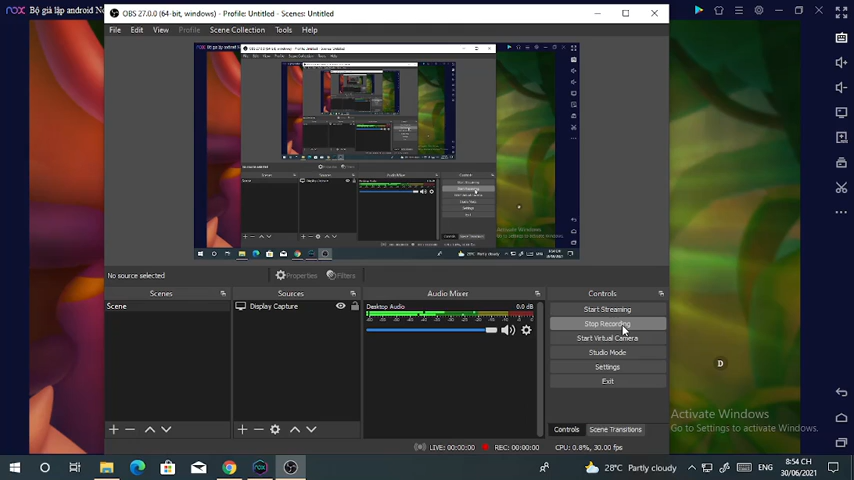 nox Bộ giả lập android No
OBS 27.0.0 (64-bit, windows) - Profile: Untitled - Scenes: Untitled
File Edit View Profile Scene Collection Tools Help
No source selected
Properties Filters
Scenes Sources Audio Mixer Controls
Scene
Display Capture
Desktop Audio 0.0 dB
Start Streaming
Stop Recording
Start Virtual Camera
Studio Mode
Settings
Exit
D
Controls Scene Transitions
LIVE: 00:00:00 REC: 00:00:00 CPU: 0.8%, 30.00 fps
Activate Windows
Go to Settings to activate Windows.
28°C Partly cloudy ENG
8:54 CH
30/06/2021